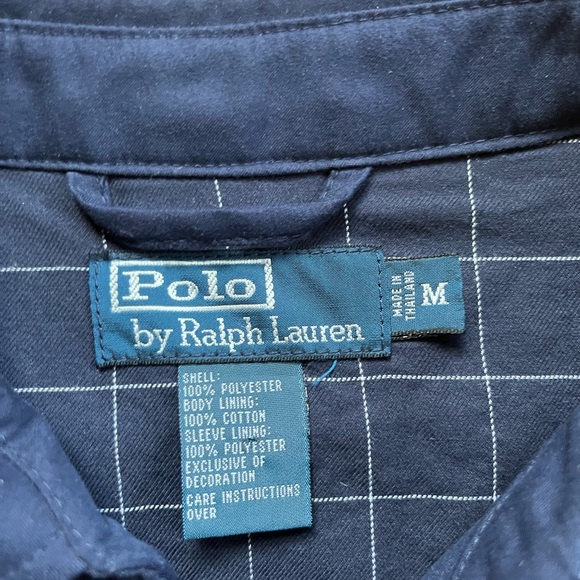 Polo
by Ralph Lauren
MADE IN
THAILAND
M
SHELL:
100% POLYESTER
BODY LINING:
100% COTTON
SLEEVE LINING:
100% POLYESTER
EXCLUSIVE OF
DECORATION
CARE INSTRUCTIONS
OVER